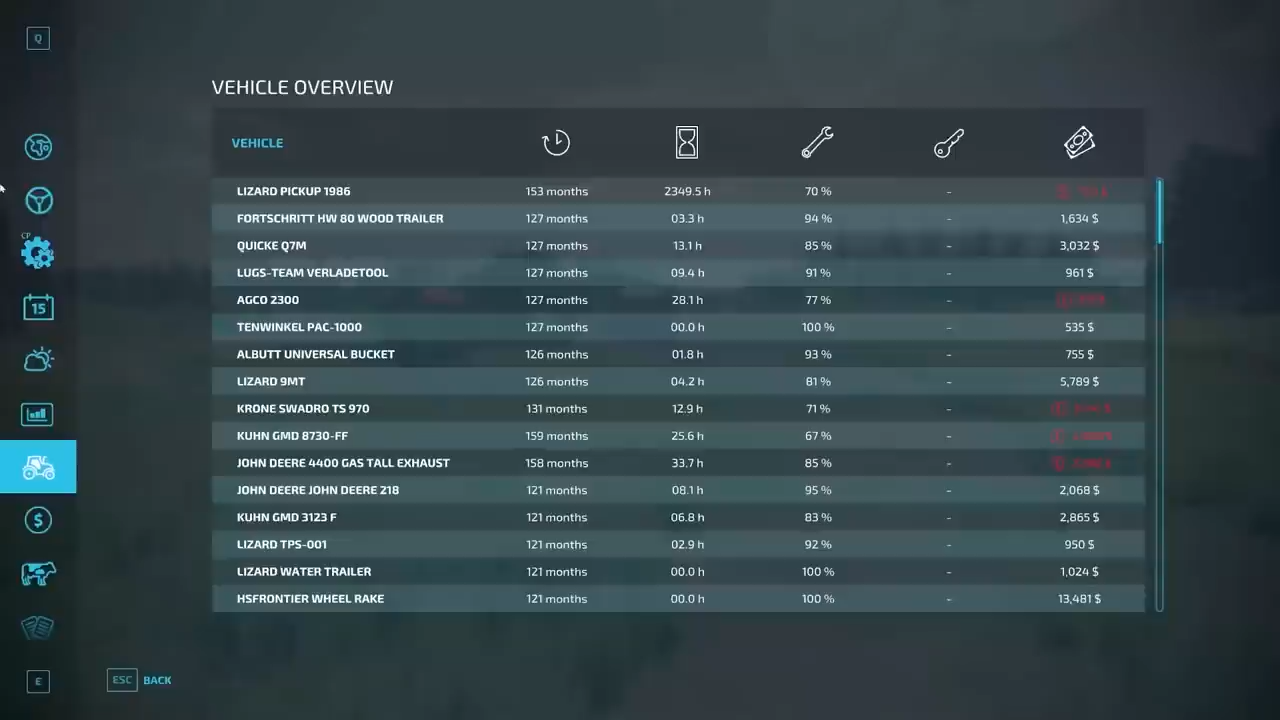 Q
VEHICLE OVERVIEW
VEHICLE
CP
15
LIZARD PICKUP 1986 153 months 2349.5 h 70 % -
FORTSCHRITT HW 80 WOOD TRAILER 127 months 03.3 h 94 % - 1,634 $
QUICKE Q7M 127 months 13.1 h 85 % - 3,032 $
LUGS-TEAM VERLADETOOL 127 months 09.4 h 91 % - 961 $
AGCO 2300 127 months 28.1 h 77 % -
TENWINKEL PAC-1000 127 months 00.0 h 100 % - 535 $
ALBUTT UNIVERSAL BUCKET 126 months 01.8 h 93 % - 755 $
LIZARD 9MT 126 months 04.2 h 81 % - 5,789 $
KRONE SWADRO TS 970 131 months 12.9 h 71 % -
KUHN GMD 8730-FF 159 months 25.6 h 67 % -
JOHN DEERE 4400 GAS TALL EXHAUST 158 months 33.7 h 85 % -
JOHN DEERE JOHN DEERE 218 121 months 08.1 h 95 % - 2,068 $
KUHN GMD 3123 F 121 months 06.8 h 83 % - 2,865 $
LIZARD TPS-001 121 months 02.9 h 92 % - 950 $
LIZARD WATER TRAILER 121 months 00.0 h 100 % - 1,024 $
HSFRONTIER WHEEL RAKE 121 months 00.0 h 100 % - 13,481 $
E
ESC BACK